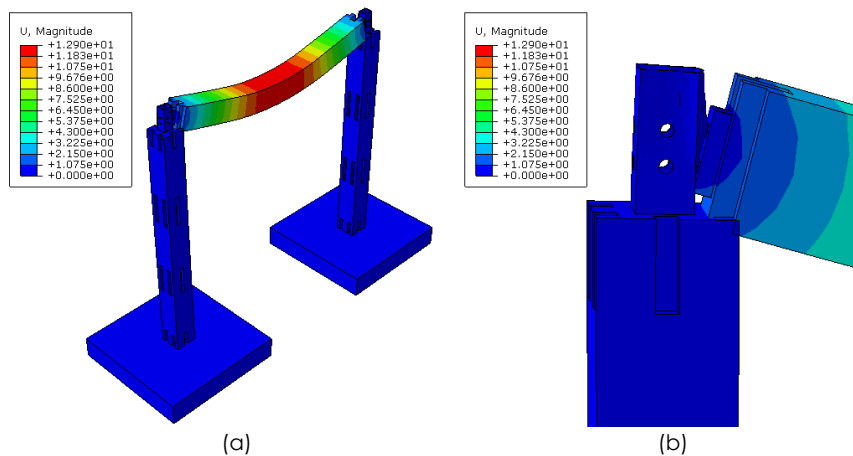 U, Magnitude
+1.290e+01
+1.183e+01
+1.075e+01
+9.676e+00
+8.600e+00
+7.525e+00
+6.450e+00
+5.375e+00
+4.300e+00
+3.225e+00
+2.150e+00
+1.075e+00
+0.000e+00
U, Magnitude
+1.290e+01
+1.183e+01
+1.075e+01
+9.676e+00
+8.600e+00
+7.525e+00
+6.450e+00
+5.375e+00
+4.300e+00
+3.225e+00
+2.150e+00
+1.075e+00
+0.000e+00
(a)
(b)